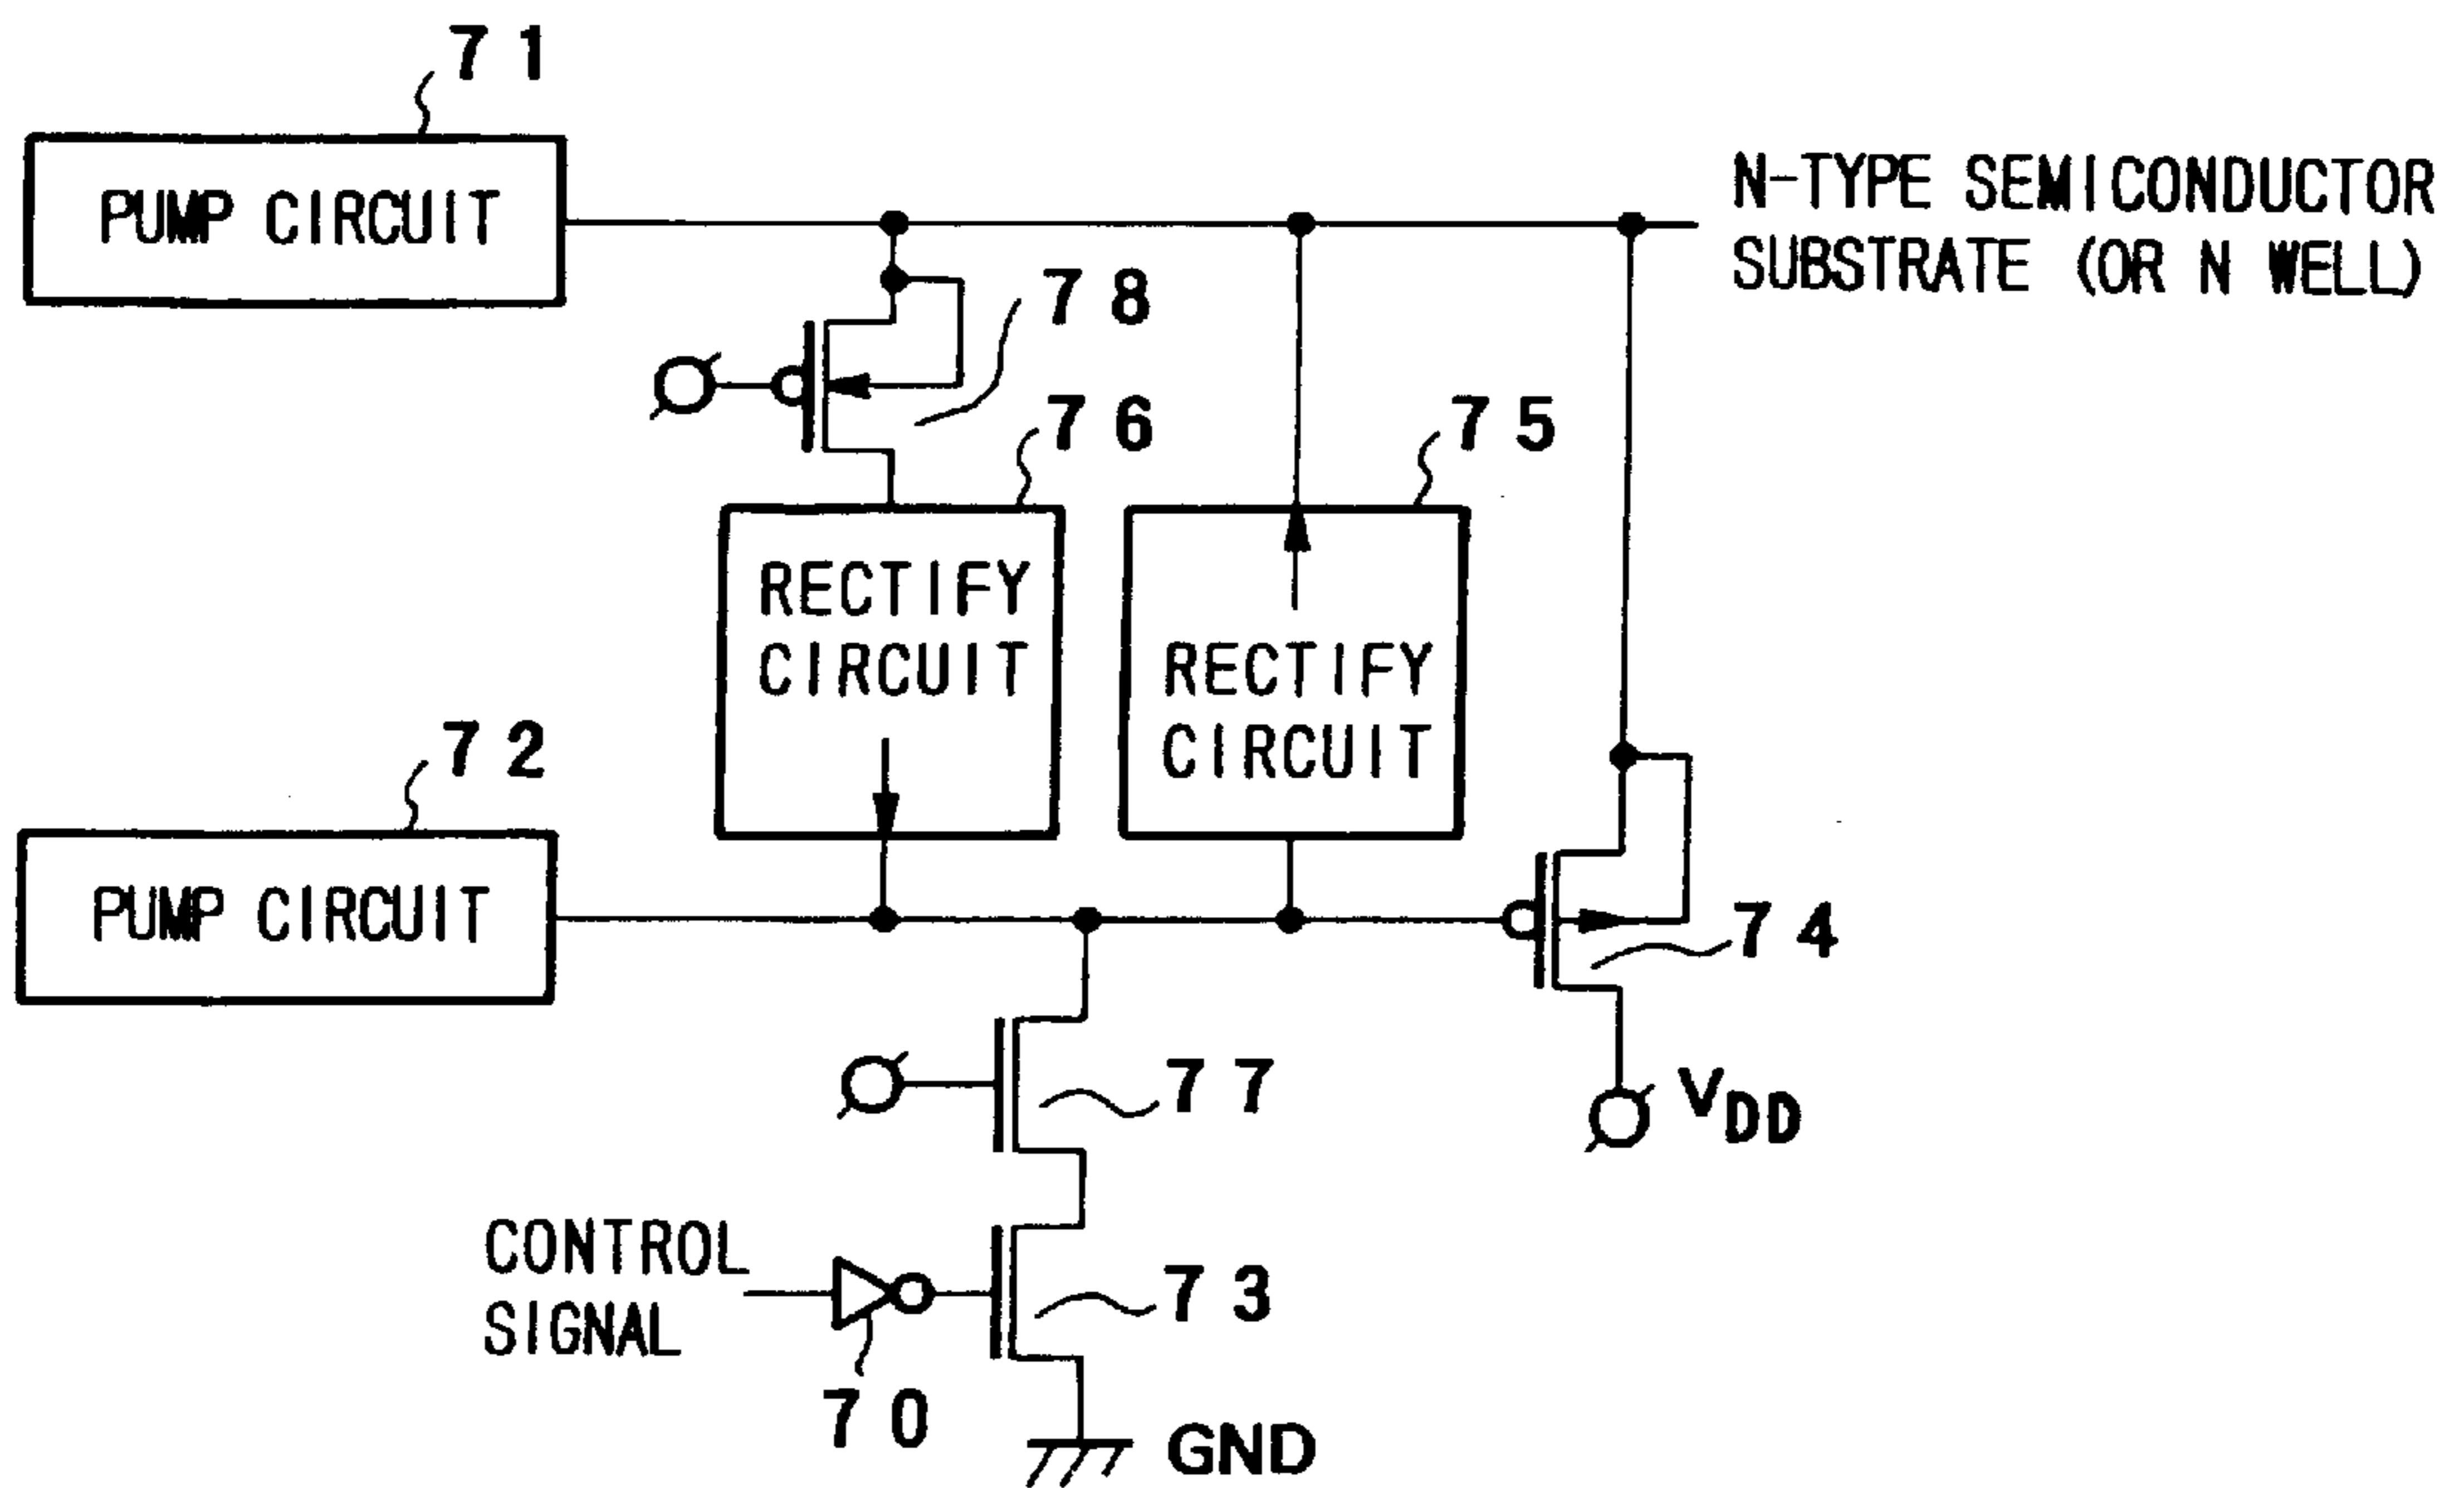 71
PUMP CIRCUIT
N-TYPE SEMICONDUCTOR
SUBSTRATE (OR N WELL)
78
76
75
RECTIFY
CIRCUIT
RECTIFY
CIRCUIT
72
PUMP CIRCUIT
74
77
VDD
CONTROL
SIGNAL
73
70
GND